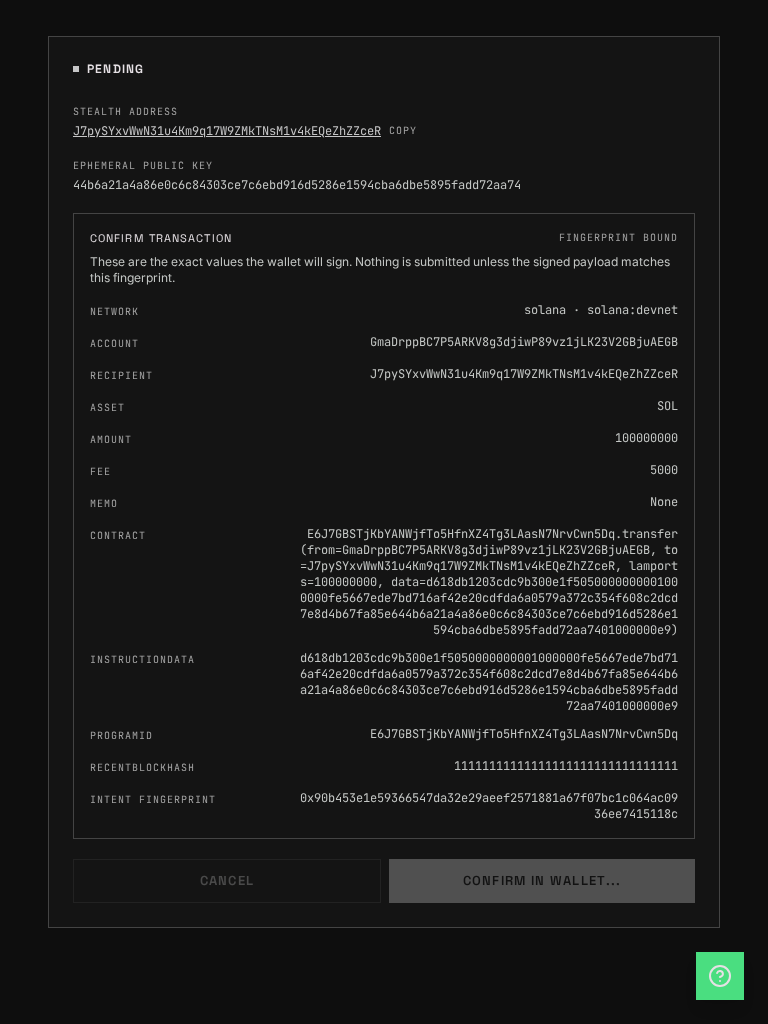 PENDING
STEALTH ADDRESS
J7pySYxvWwN31u4Km9q17W9ZMkTNsM1v4kEQeZhZZceR COPY
EPHEMERAL PUBLIC KEY
44b6a21a4a86e0c6c84303ce7c6ebd916d5286e1594cba6dbe5895fadd72aa74
CONFIRM TRANSACTION FINGERPRINT BOUND
These are the exact values the wallet will sign. Nothing is submitted unless the signed payload matches
this fingerprint.
NETWORK solana · solana:devnet
ACCOUNT GmaDrppBC7P5ARKV8g3djiwP89vz1jLK23V2GBjuAEGB
RECIPIENT J7pySYxvWwN31u4Km9q17W9ZMkTNsM1v4kEQeZhZZceR
ASSET SOL
AMOUNT 100000000
FEE 5000
MEMO None
CONTRACT E6J7GBSTjKbYANWjfTo5HfnXZ4Tg3LAasN7NrvCwn5Dq.transfer
(from=GmaDrppBC7P5ARKV8g3djiwP89vz1jLK23V2GBjuAEGB, to
=J7pySYxvWwN31u4Km9q17W9ZMkTNsM1v4kEQeZhZZceR, lamport
s=100000000, data=d618db1203cdc9b300e1f505000000000100
0000fe5667ede7bd716af42e20cdfda6a0579a372c354f608c2dcd
7e8d4b67fa85e644b6a21a4a86e0c6c84303ce7c6ebd916d5286e1
594cba6dbe5895fadd72aa7401000000e9)
INSTRUCTIONDATA d618db1203cdc9b300e1f5050000000001000000fe5667ede7bd71
6af42e20cdfda6a0579a372c354f608c2dcd7e8d4b67fa85e644b6
a21a4a86e0c6c84303ce7c6ebd916d5286e1594cba6dbe5895fadd
72aa7401000000e9
PROGRAMID E6J7GBSTjKbYANWjfTo5HfnXZ4Tg3LAasN7NrvCwn5Dq
RECENTBLOCKHASH 11111111111111111111111111111111
INTENT FINGERPRINT 0x90b453e1e59366547da32e29aeef2571881a67f07bc1c064ac09
36ee7415118c
CANCEL CONFIRM IN WALLET...